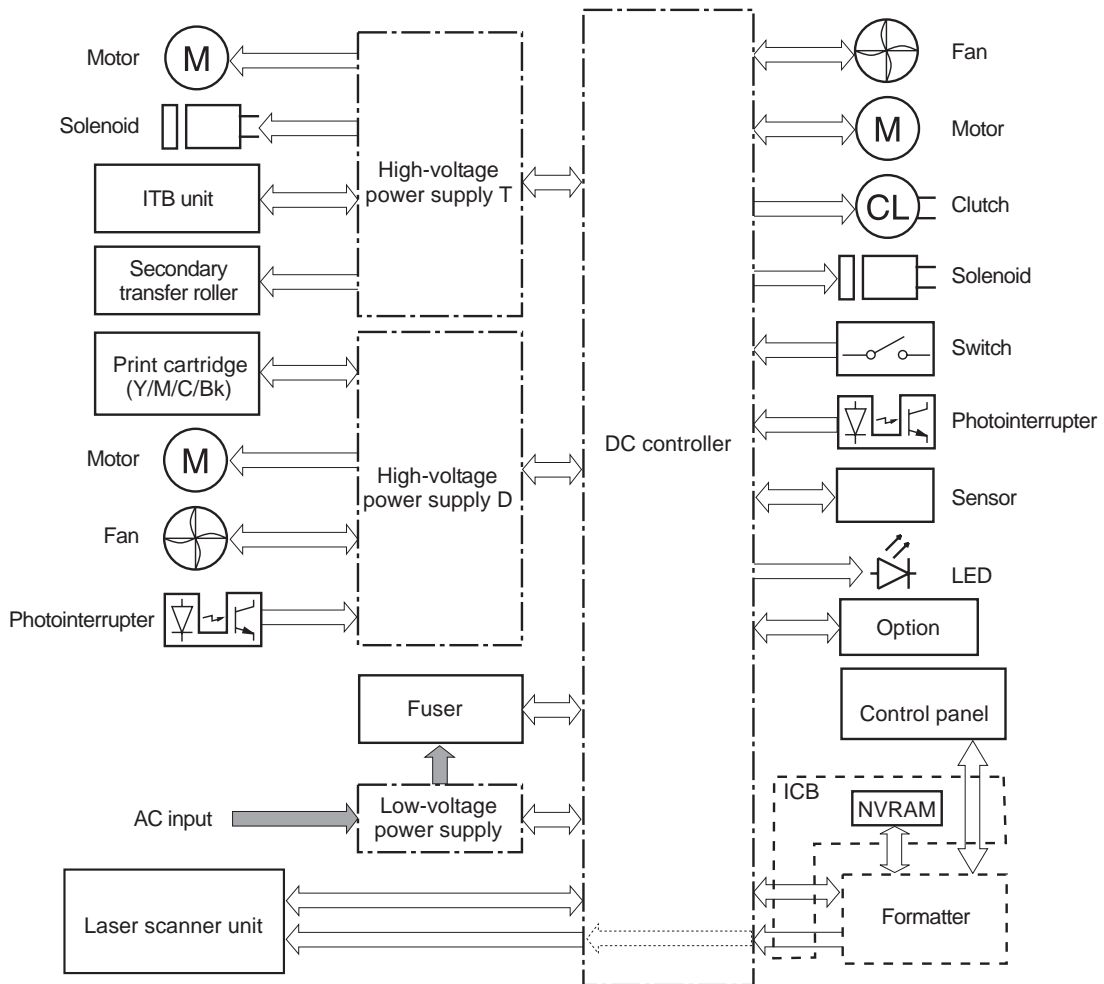 Motor
M
Solenoid
ITB unit
Secondary
transfer roller
High-voltage
power supply T
Print cartridge
(Y/M/C/Bk)
Motor
M
Fan
Photointerrupter
High-voltage
power supply D
Fuser
AC input
Low-voltage
power supply
Laser scanner unit
DC controller
Fan
M
Motor
CL
Clutch
Solenoid
Switch
Photointerrupter
Sensor
LED
Option
Control panel
ICB
NVRAM
Formatter